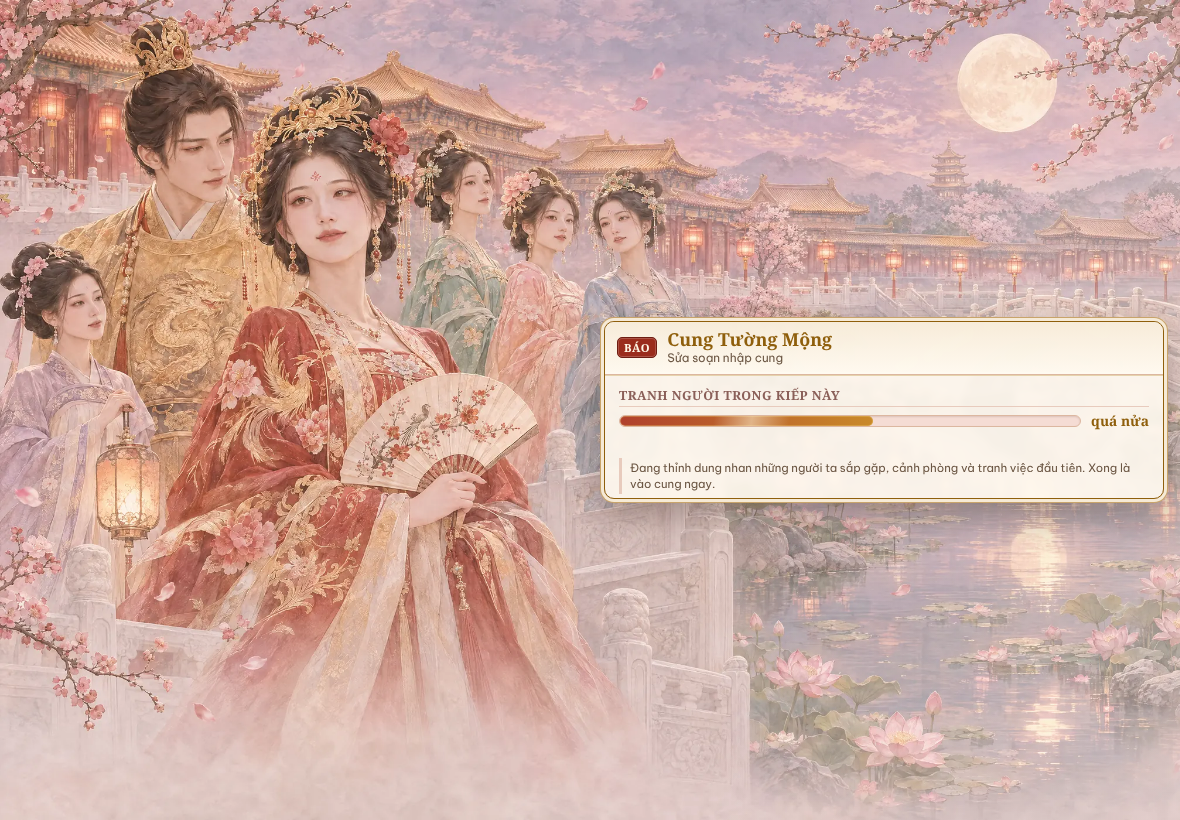 BÁO
Cung Tường Mộng
Sửa soạn nhập cung
TRANH NGƯỜI TRONG KIẾP NÀY
quá nửa
Đang thỉnh dung nhan những người ta sắp gặp, cảnh phòng và tranh việc đầu tiên. Xong là
vào cung ngay.